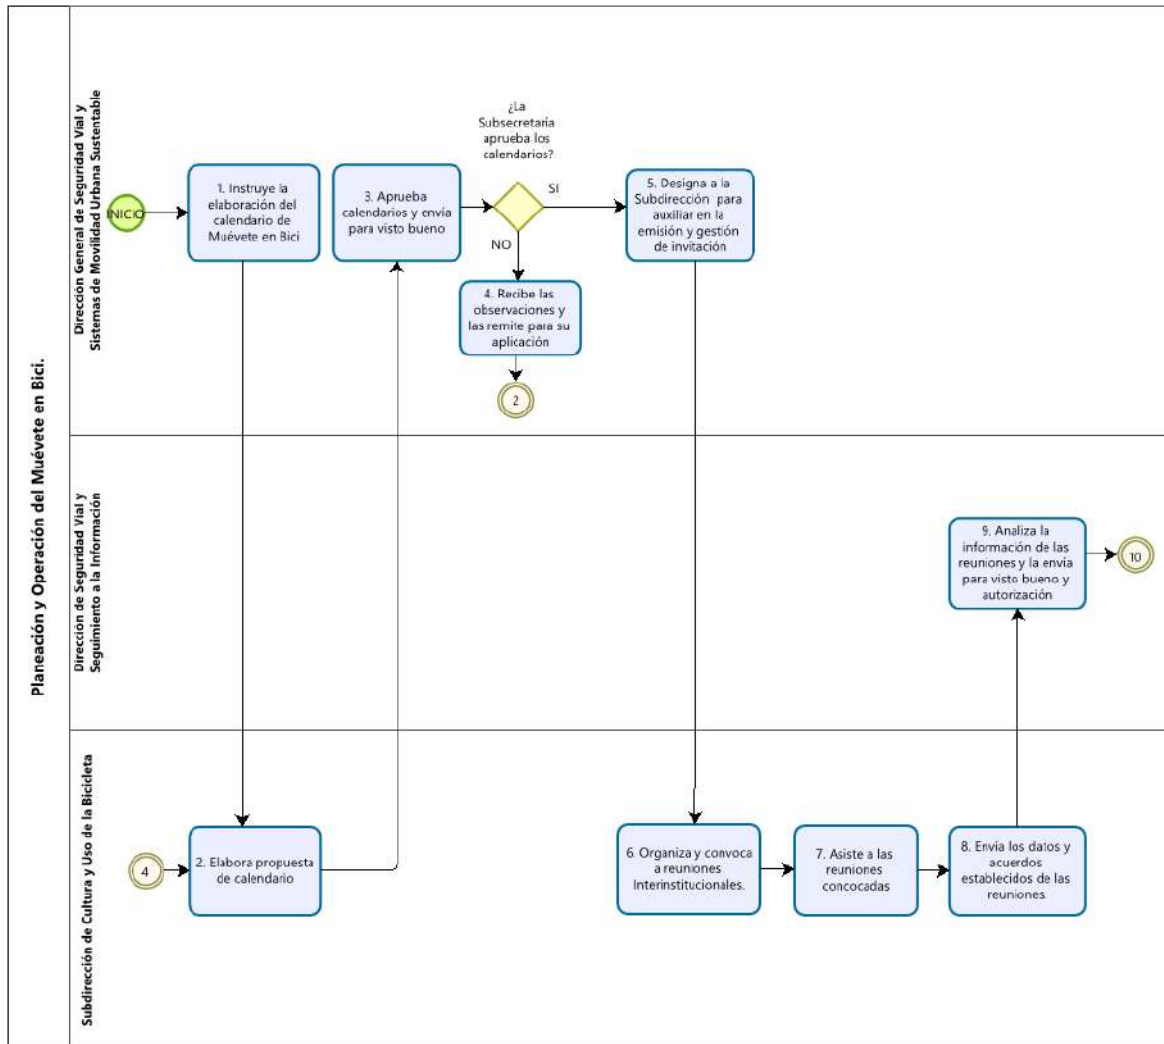 Planeación y Operación del Muévete en Bici.
Dirección General de Seguridad Vial y
Sistemas de Movilidad Urbana Sustentable
INICIO
1. Instruye la
elaboración del
calendario de
Muévete en Bici
3. Aprueba
calendarios y envía
para visto bueno
¿La
Subsecretaría
aprueba los
calendarios?
SI
NO
4. Recibe las
observaciones y
las remite para su
aplicación
2
5. Designa a la
Subdirección para
auxiliar en la
emisión y gestión
de invitación
Dirección de Seguridad Vial y
Seguimiento a la Información
9. Analiza la
información de las
reuniones y la envía
para visto bueno y
autorización
10
Subdirección de Cultura y Uso de la Bicicleta
4
2. Elabora propuesta
de calendario
6. Organiza y convoca
a reuniones
Interinstitucionales.
7. Asiste a las
reuniones
concocadas
8. Envía los datos y
acuerdos
establecidos de las
reuniones.